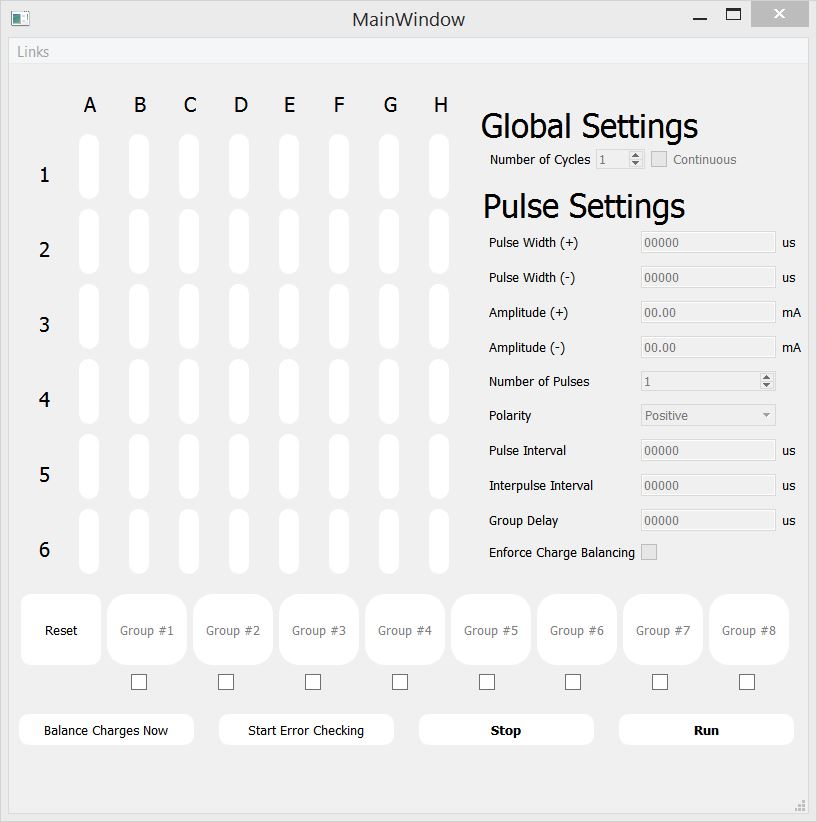 MainWindow
Links
A B C D E F G H
1
2
3
4
5
6
Global Settings
Number of Cycles 1 Continuous
Pulse Settings
Pulse Width (+) 00000 us
Pulse Width (-) 00000 us
Amplitude (+) 00.00 mA
Amplitude (-) 00.00 mA
Number of Pulses 1
Polarity Positive
Pulse Interval 00000 us
Interpulse Interval 00000 us
Group Delay 00000 us
Enforce Charge Balancing
Reset Group #1 Group #2 Group #3 Group #4 Group #5 Group #6 Group #7 Group #8
Balance Charges Now Start Error Checking Stop Run